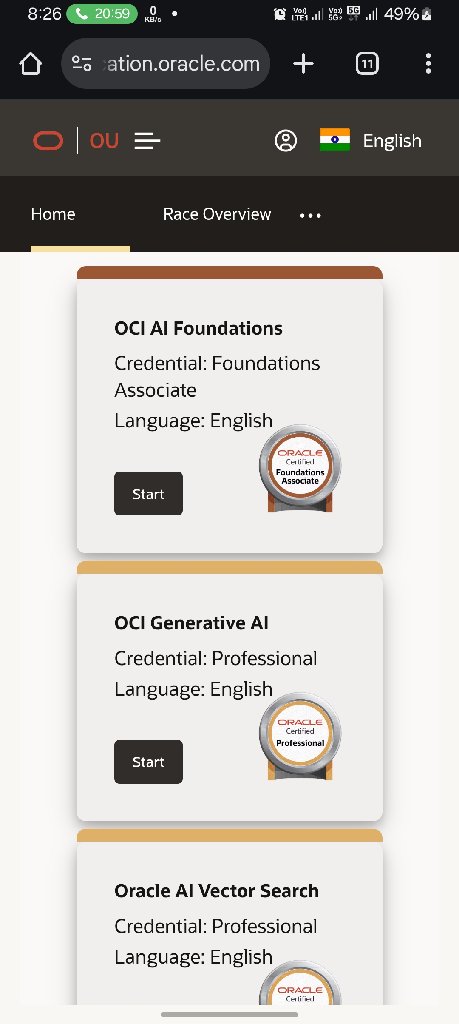 8:26 20:59 0 KB/s Vo)) LTE1 Vo)) 5G+ 5G 49%
ation.oracle.com 11
OU English
Home Race Overview
OCI AI Foundations
Credential: Foundations
Associate
Language: English
ORACLE
Certified
Foundations
Associate
Start
OCI Generative AI
Credential: Professional
Language: English
ORACLE
Certified
Professional
Start
Oracle AI Vector Search
Credential: Professional
Language: English
ORACLE
Certified